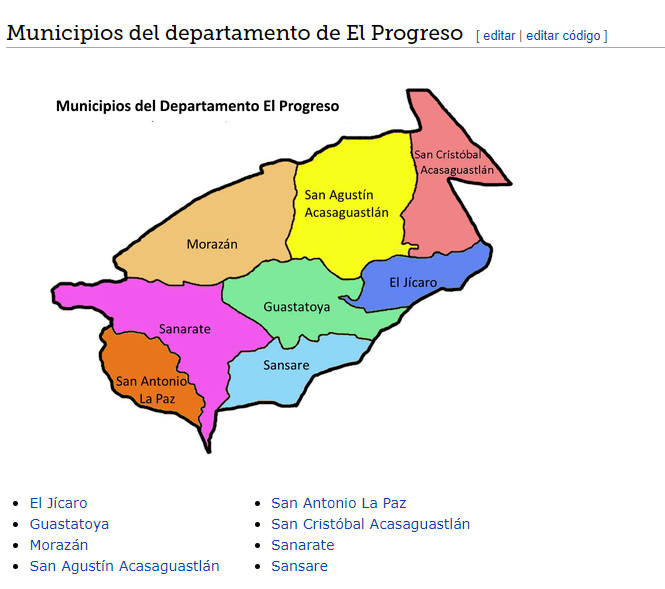 Municipios del departamento de El Progreso [ editar | editar código ]
Municipios del Departamento El Progreso
San Cristóbal
Acasaguastlán
San Agustín
Acasaguastlán
Morazán
El Jícaro
Guastatoya
Sanarate
Sansare
San Antonio
La Paz
El Jícaro
Guastatoya
Morazán
San Agustín Acasaguastlán
San Antonio La Paz
San Cristóbal Acasaguastlán
Sanarate
Sansare